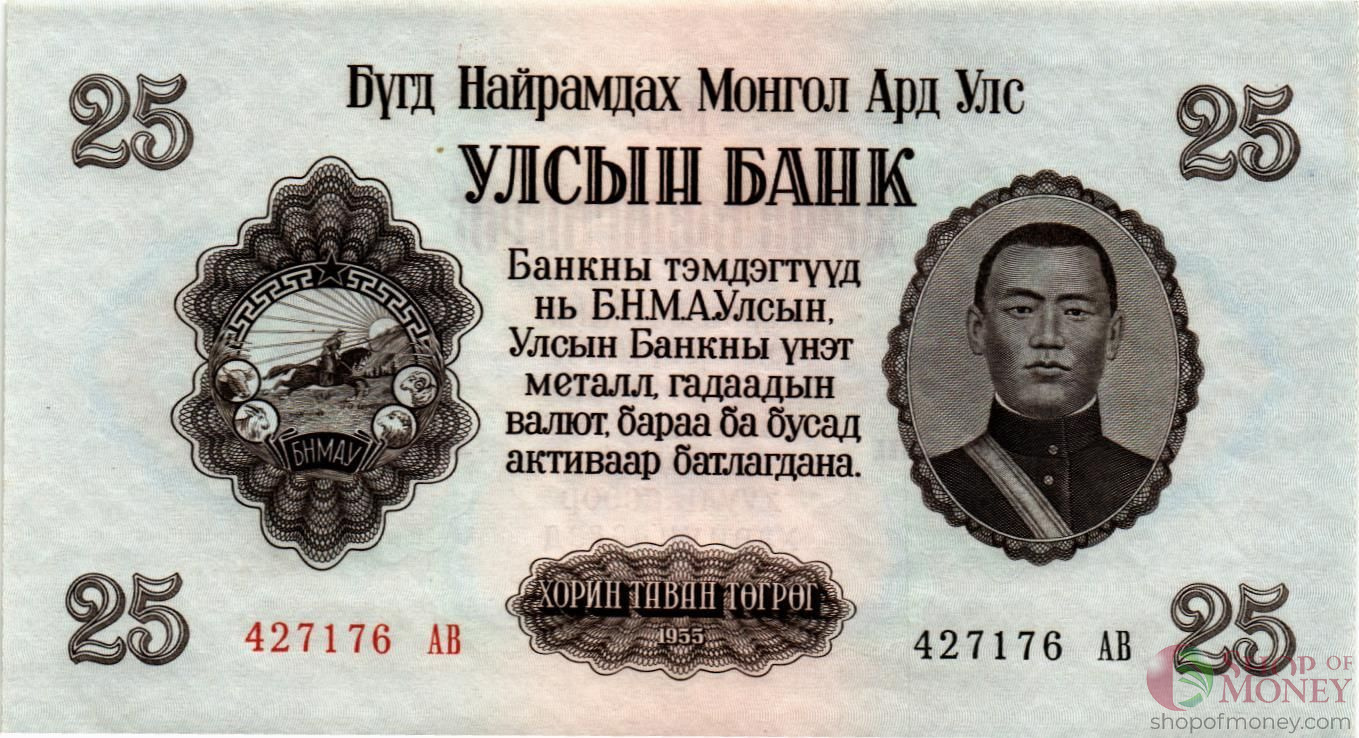 25
25
Бүгд Найрамдах Монгол Ард Улс
УЛСЫН БАНК
Банкны тэмдэгтүүд
нь Б.Н.М.А.Улсын,
Улсын Банкны үнэт
металл, гадаадын
валют, бараа ба бусад
активаар батлагдана.
БНМАУ
ХОРИН ТАВАН ТӨГРӨГ
1955
25
427176 АВ
427176 АВ
25
SHOP OF
MONEY
shopofmoney.com